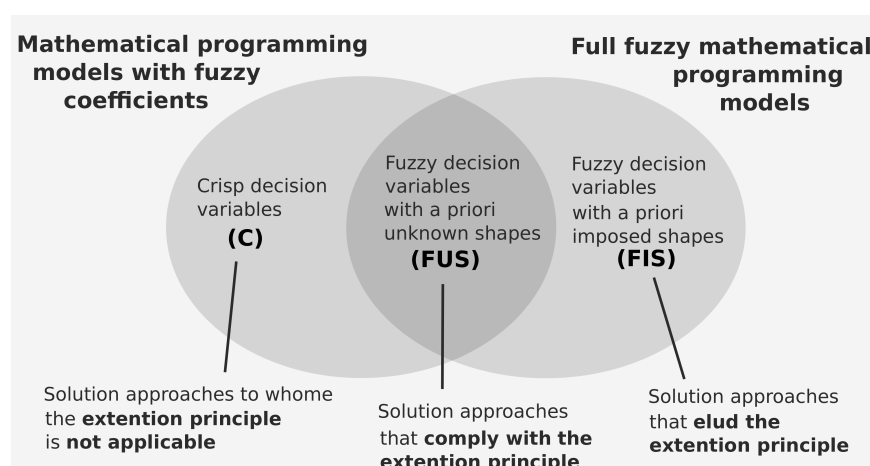 Mathematical programming
models with fuzzy
coefficients
Full fuzzy mathematical
programming
models
Crisp decision
variables
(C)
Fuzzy decision
variables
with a priori
unknown shapes
(FUS)
Fuzzy decision
variables
with a priori
imposed shapes
(FIS)
Solution approaches to whome
the extention principle
is not applicable
Solution approaches
that comply with the
extention principle
Solution approaches
that elud the
extention principle